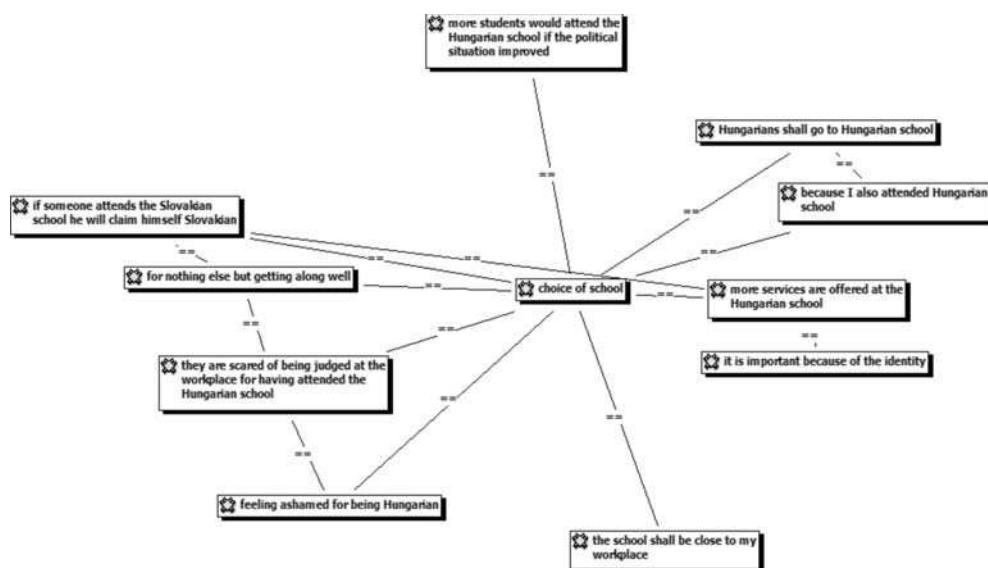 more students would attend the
Hungarian school if the political
situation improved
Hungarians shall go to Hungarian school
==
because I also attended Hungarian
school
==
if someone attends the Slovakian
school he will claim himself Slovakian
==
==
==
==
==
for nothing else but getting along well
==
choice of school
==
more services are offered at the
Hungarian school
==
==
==
it is important because of the identity
they are scared of being judged at the
workplace for having attended the
Hungarian school
==
==
==
feeling ashamed for being Hungarian
the school shall be close to my
workplace